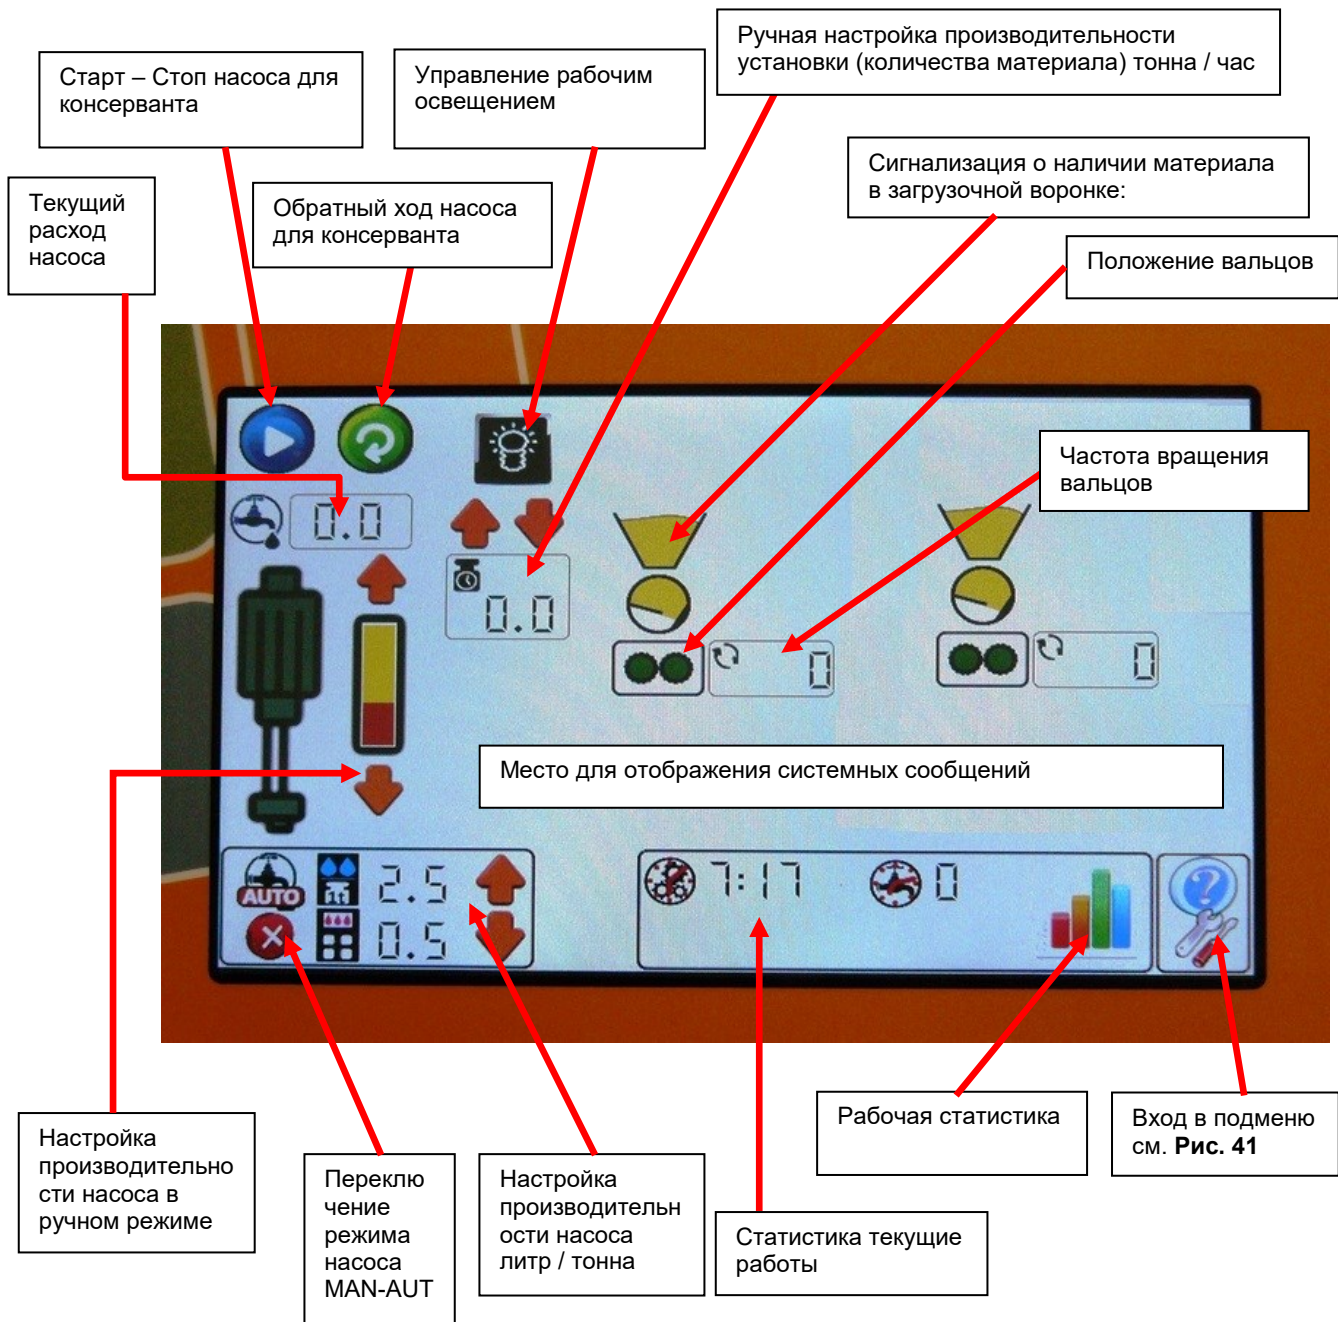 Ручная настройка производительности
установки (количества материала) тонна / час
Старт – Стоп насоса для
консерванта
Управление рабочим
освещением
Сигнализация о наличии материала
в загрузочной воронке:
Текущий
расход
насоса
Обратный ход насоса
для консерванта
Положение вальцов
Частота вращения
вальцов
0.0
0.0
0
0
Место для отображения системных сообщений
AUTO
1t
2.5
0.5
7:17
0
Настройка
производительно
сти насоса в
ручном режиме
Переклю
чение
режима
насоса
MAN-AUT
Настройка
производительн
ости насоса
литр / тонна
Статистика текущие
работы
Рабочая статистика
Вход в подменю
см. Рис. 41